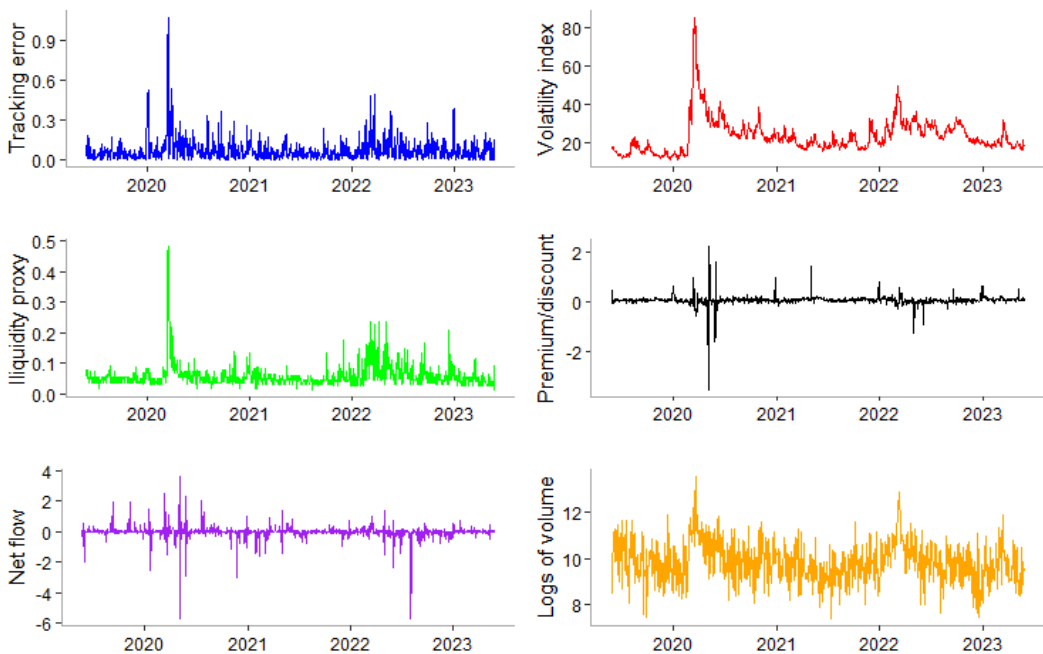 Tracking error
0.9
0.6
0.3
0.0
2020 2021 2022 2023
Volatility index
80
60
40
20
2020 2021 2022 2023
Iliquidity proxy
0.5
0.4
0.3
0.2
0.1
0.0
2020 2021 2022 2023
Premium/discount
2
0
-2
2020 2021 2022 2023
Net flow
4
2
0
-2
-4
-6
2020 2021 2022 2023
Logs of volume
12
10
8
2020 2021 2022 2023